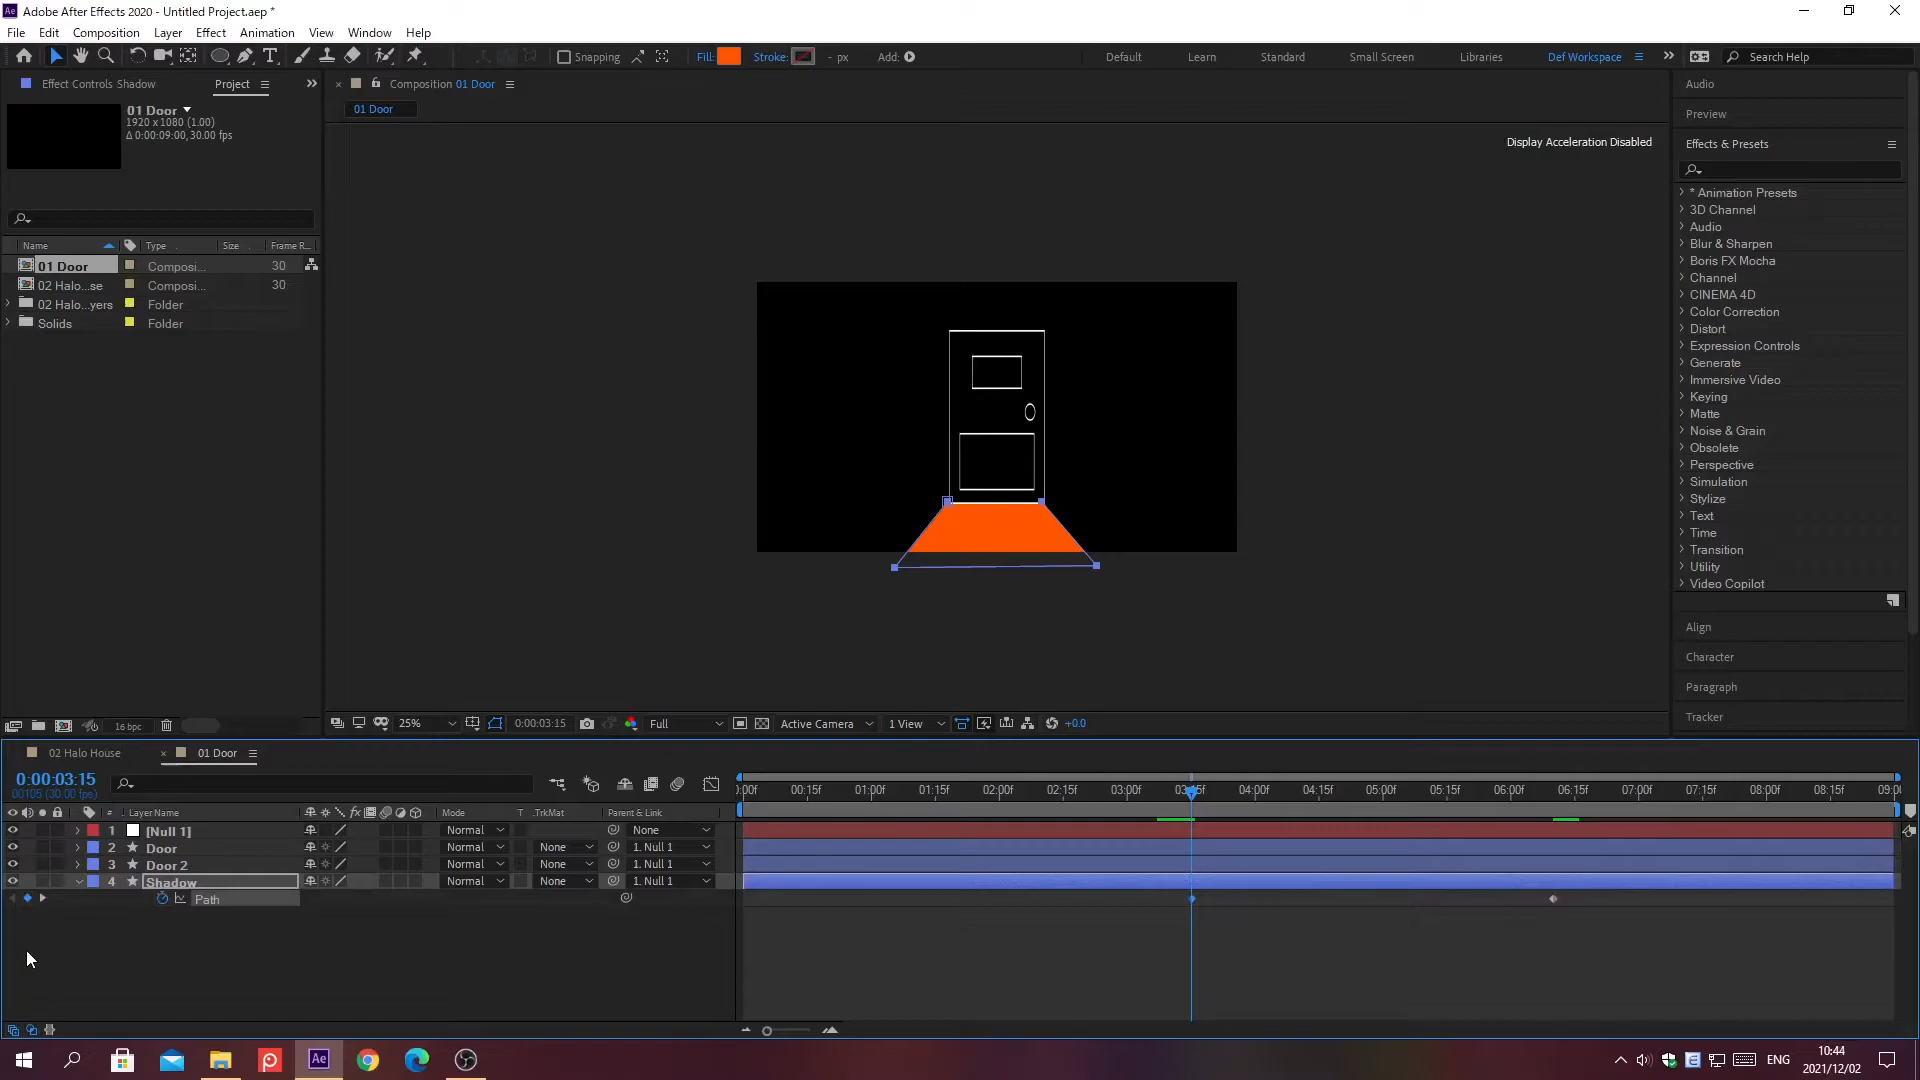 Ae Adobe After Effects 2020 - Untitled Project.aep *
File Edit Composition Layer Effect Animation View Window Help
Snapping Fill: Stroke: - px Add: Default Learn Standard Small Screen Libraries Def Workspace Search Help
Effect Controls Shadow Project
01 Door
1920 x 1080 (1.00)
Δ 0:00:09:00, 30.00 fps
Name Type Size Frame R...
01 Door Composi... 30
02 Halo...se Composi... 30
02 Halo...yers Folder
Solids Folder
16 bpc
Composition 01 Door
01 Door
Display Acceleration Disabled
25% 0:00:03:15 Full Active Camera 1 View +0.0
Audio
Preview
Effects & Presets
* Animation Presets
3D Channel
Audio
Blur & Sharpen
Boris FX Mocha
Channel
CINEMA 4D
Color Correction
Distort
Expression Controls
Generate
Immersive Video
Keying
Matte
Noise & Grain
Obsolete
Perspective
Simulation
Stylize
Text
Time
Transition
Utility
Video Copilot
Align
Character
Paragraph
Tracker
02 Halo House 01 Door
0:00:03:15
00105 (30.00 fps)
# Layer Name fx Mode T .TrkMat Parent & Link
1 [Null 1] Normal None
2 Door Normal None 1. Null 1
3 Door 2 Normal None 1. Null 1
4 Shadow Normal None 1. Null 1
Path
):00f 00:15f 01:00f 01:15f 02:00f 02:15f 03:00f 04:00f 04:15f 05:00f 05:15f 06:00f 06:15f 07:00f 07:15f 08:00f 08:15f 09:0
Ae ENG 10:44
2021/12/02